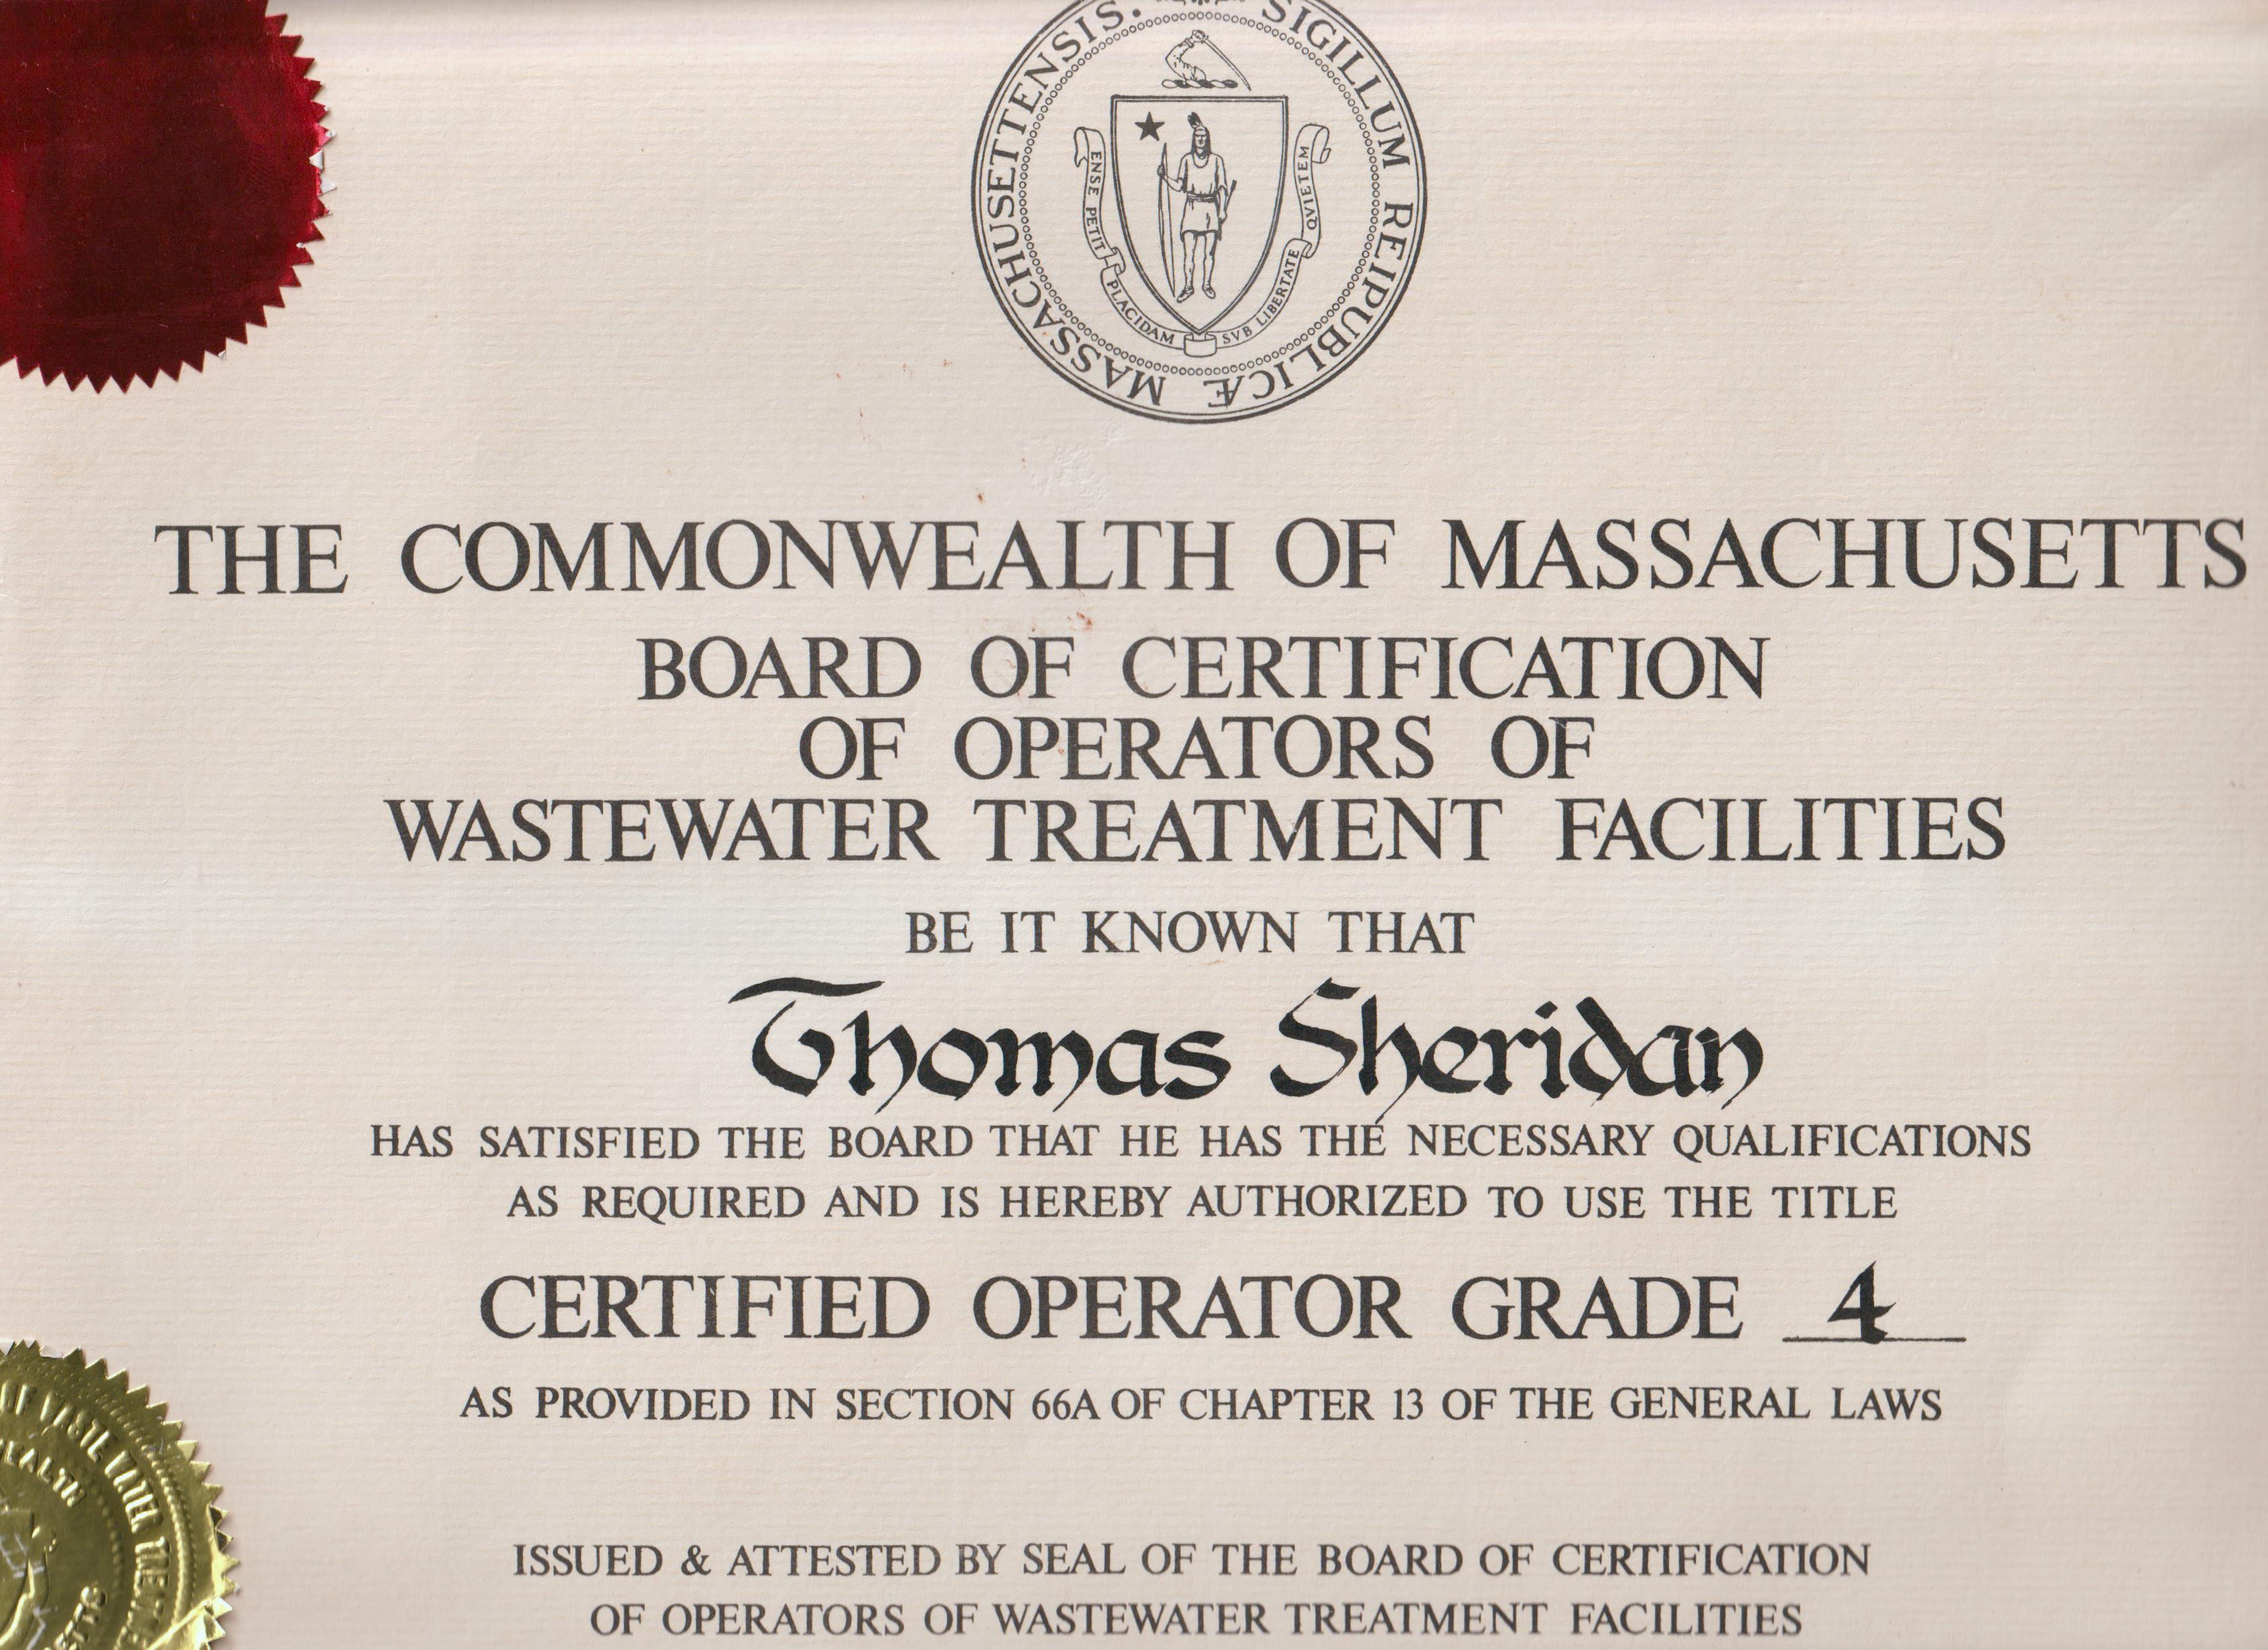 MASSACHUSETTENSIS. SIGILLUM REIPUBLICÆ
ENSE PETIT PLACIDAM SVB LIBERTATE QVIETEM
THE COMMONWEALTH OF MASSACHUSETTS
BOARD OF CERTIFICATION
OF OPERATORS OF
WASTEWATER TREATMENT FACILITIES
BE IT KNOWN THAT
Thomas Sheridan
HAS SATISFIED THE BOARD THAT HE HAS THE NECESSARY QUALIFICATIONS
AS REQUIRED AND IS HEREBY AUTHORIZED TO USE THE TITLE
CERTIFIED OPERATOR GRADE 4
AS PROVIDED IN SECTION 66A OF CHAPTER 13 OF THE GENERAL LAWS
OF WASTE WATER
ISSUED & ATTESTED BY SEAL OF THE BOARD OF CERTIFICATION
OF OPERATORS OF WASTEWATER TREATMENT FACILITIES